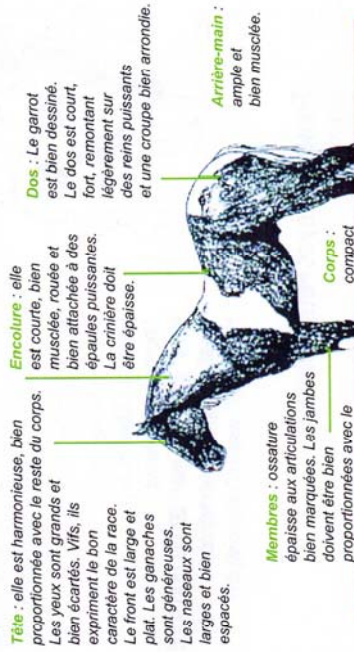 Tête : elle est harmonieuse, bien
proportionnée avec le reste du corps.
Les yeux sont grands et
bien écartés. Vifs, ils
expriment le bon
caractère de la race.
Le front est large et
plat. Les ganaches
sont généreuses.
Les naseaux sont
larges et bien
espacés.
Encolure : elle
est courte, bien
musclée, rouée et
bien attachée à des
épaules puissantes.
La crinière doit
être épaisse.
Dos : Le garrot
est bien dessiné.
Le dos est court,
fort, remontant
légèrement sur
des reins puissants
et une croupe bien arrondie.
Arrière-main :
ample et
bien musclée.
Membres : ossature
épaisse aux articulations
bien marquées. Les jambes
doivent être bien
proportionnées avec le
Corps :
compact